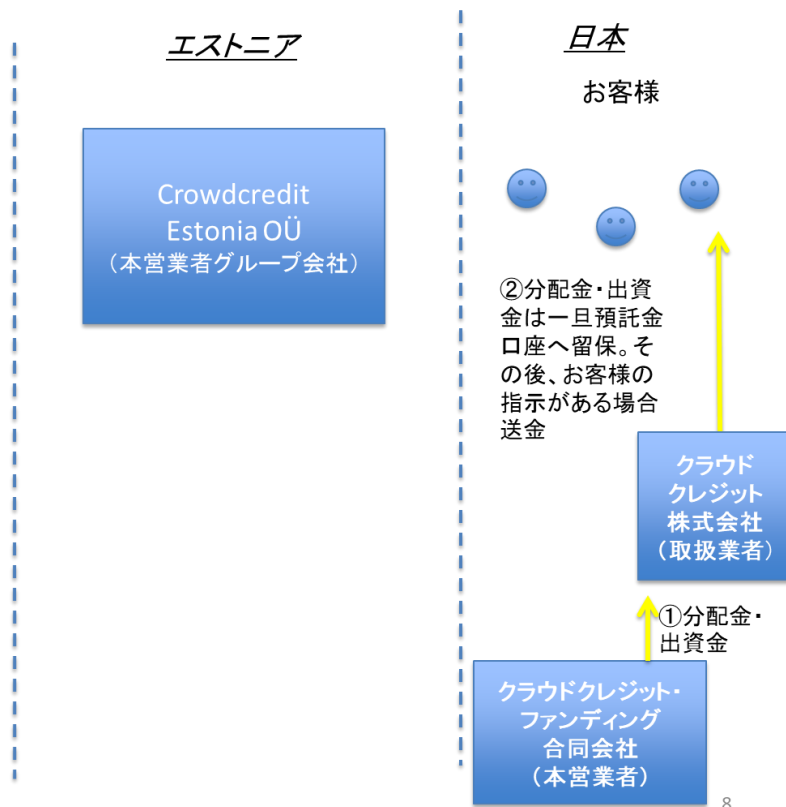 エストニア
日本
お客様
Crowdcredit
Estonia OÜ
（本営業者グループ会社）
②分配金・出資
金は一旦預託金
口座へ留保。そ
の後、お客様の
指示がある場合
送金
クラウド
クレジット
株式会社
（取扱業者）
①分配金・
出資金
クラウドクレジット・
ファンディング
合同会社
（本営業者）
8